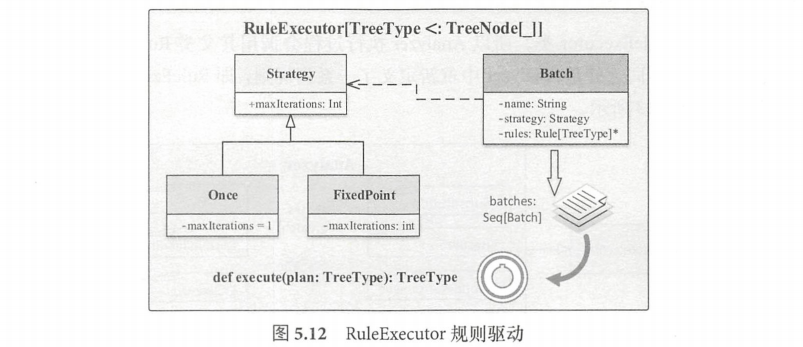 RuleExecutor[TreeType <: TreeNode[_]]
Strategy
+maxIterations: Int
Batch
-name: String
-strategy: Strategy
-rules: Rule[TreeType]*
Once
-maxIterations = 1
FixedPoint
-maxIterations: int
batches:
Seq[Batch]
def execute(plan: TreeType): TreeType
图 5.12 RuleExecutor 规则驱动